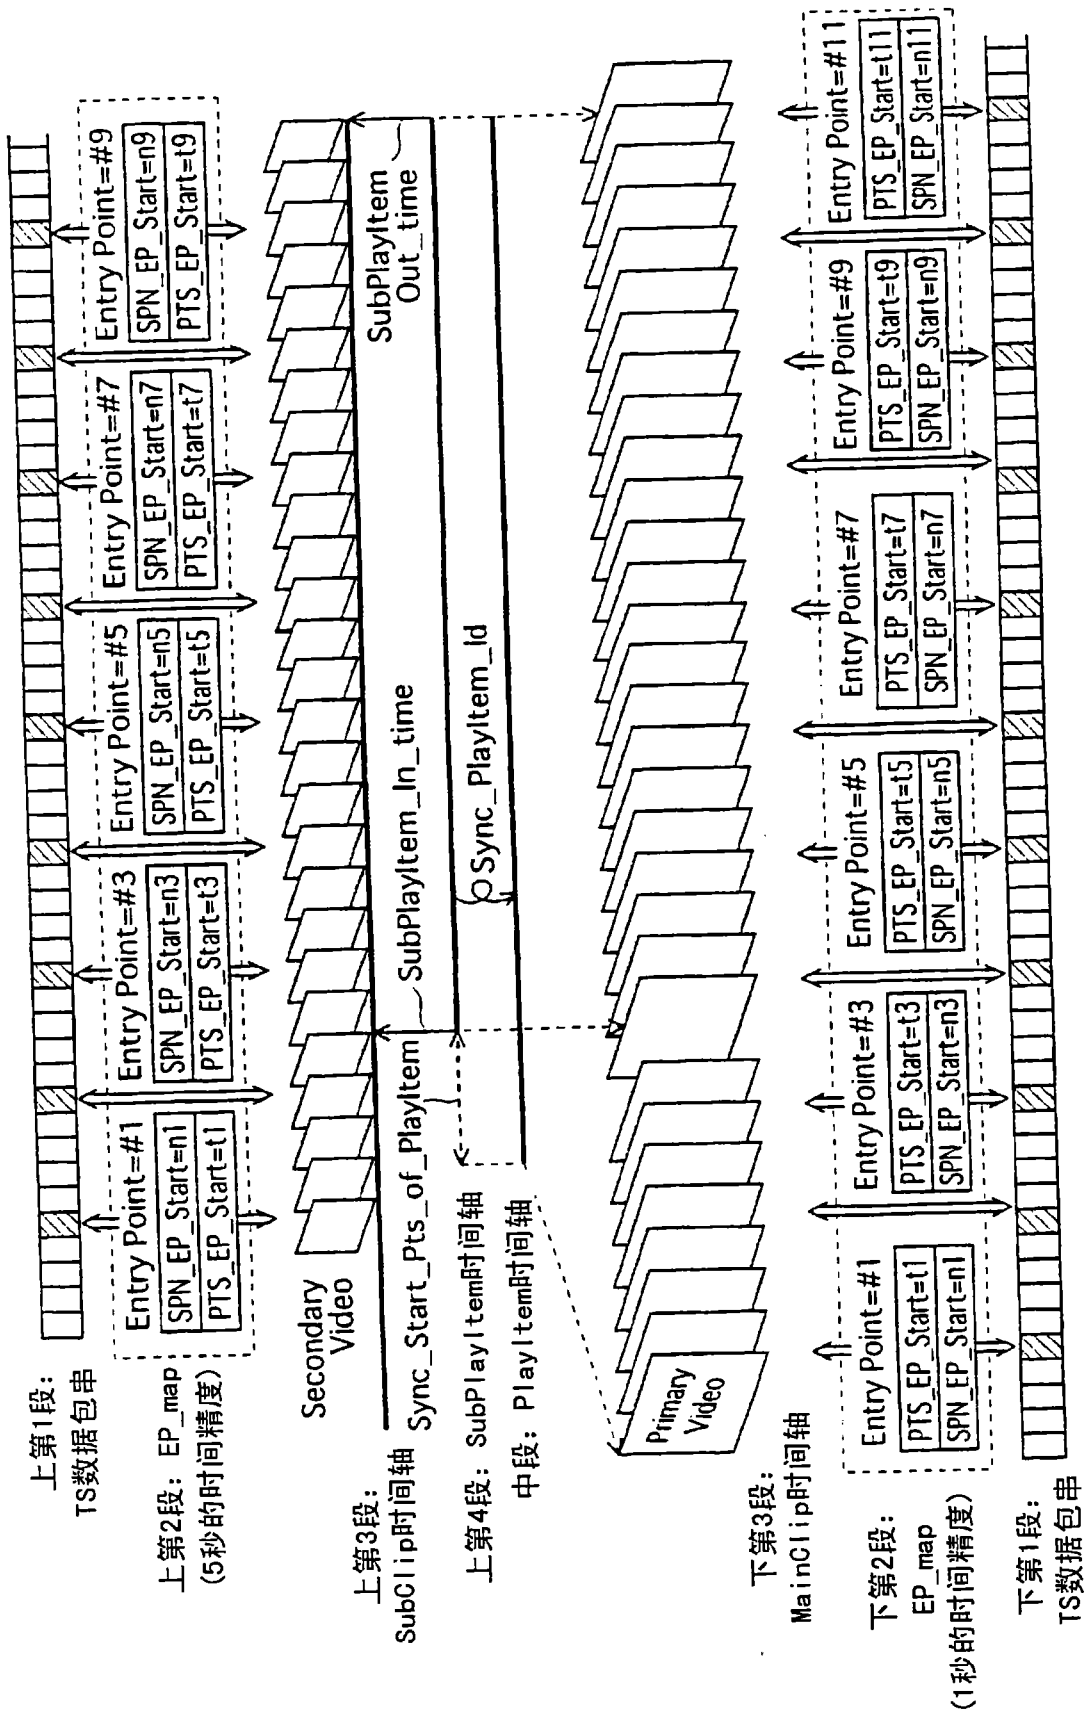 上第1段：
TS数据包串
上第2段：EP_map
(5秒的时间精度)
Entry Point=#1
SPN_EP_Start=n1
PTS_EP_Start=t1
Entry Point=#3
SPN_EP_Start=n3
PTS_EP_Start=t3
Entry Point=#5
SPN_EP_Start=n5
PTS_EP_Start=t5
Entry Point=#7
SPN_EP_Start=n7
PTS_EP_Start=t7
Entry Point=#9
SPN_EP_Start=n9
PTS_EP_Start=t9
Secondary
Video
上第3段：
SubClip时间轴
SubPlayItem_In_time
SubPlayItem
Out_time
Sync_Start_Pts_of_PlayItem
上第4段：SubPlayItem时间轴
Sync_PlayItem_Id
中段：PlayItem时间轴
Primary
Video
下第3段：
MainClip时间轴
下第2段：
EP_map
(1秒的时间精度)
Entry Point=#1
PTS_EP_Start=t1
SPN_EP_Start=n1
Entry Point=#3
PTS_EP_Start=t3
SPN_EP_Start=n3
Entry Point=#5
PTS_EP_Start=t5
SPN_EP_Start=n5
Entry Point=#7
PTS_EP_Start=t7
SPN_EP_Start=n7
Entry Point=#9
PTS_EP_Start=t9
SPN_EP_Start=n9
Entry Point=#11
PTS_EP_Start=t11
SPN_EP_Start=n11
下第1段：
TS数据包串